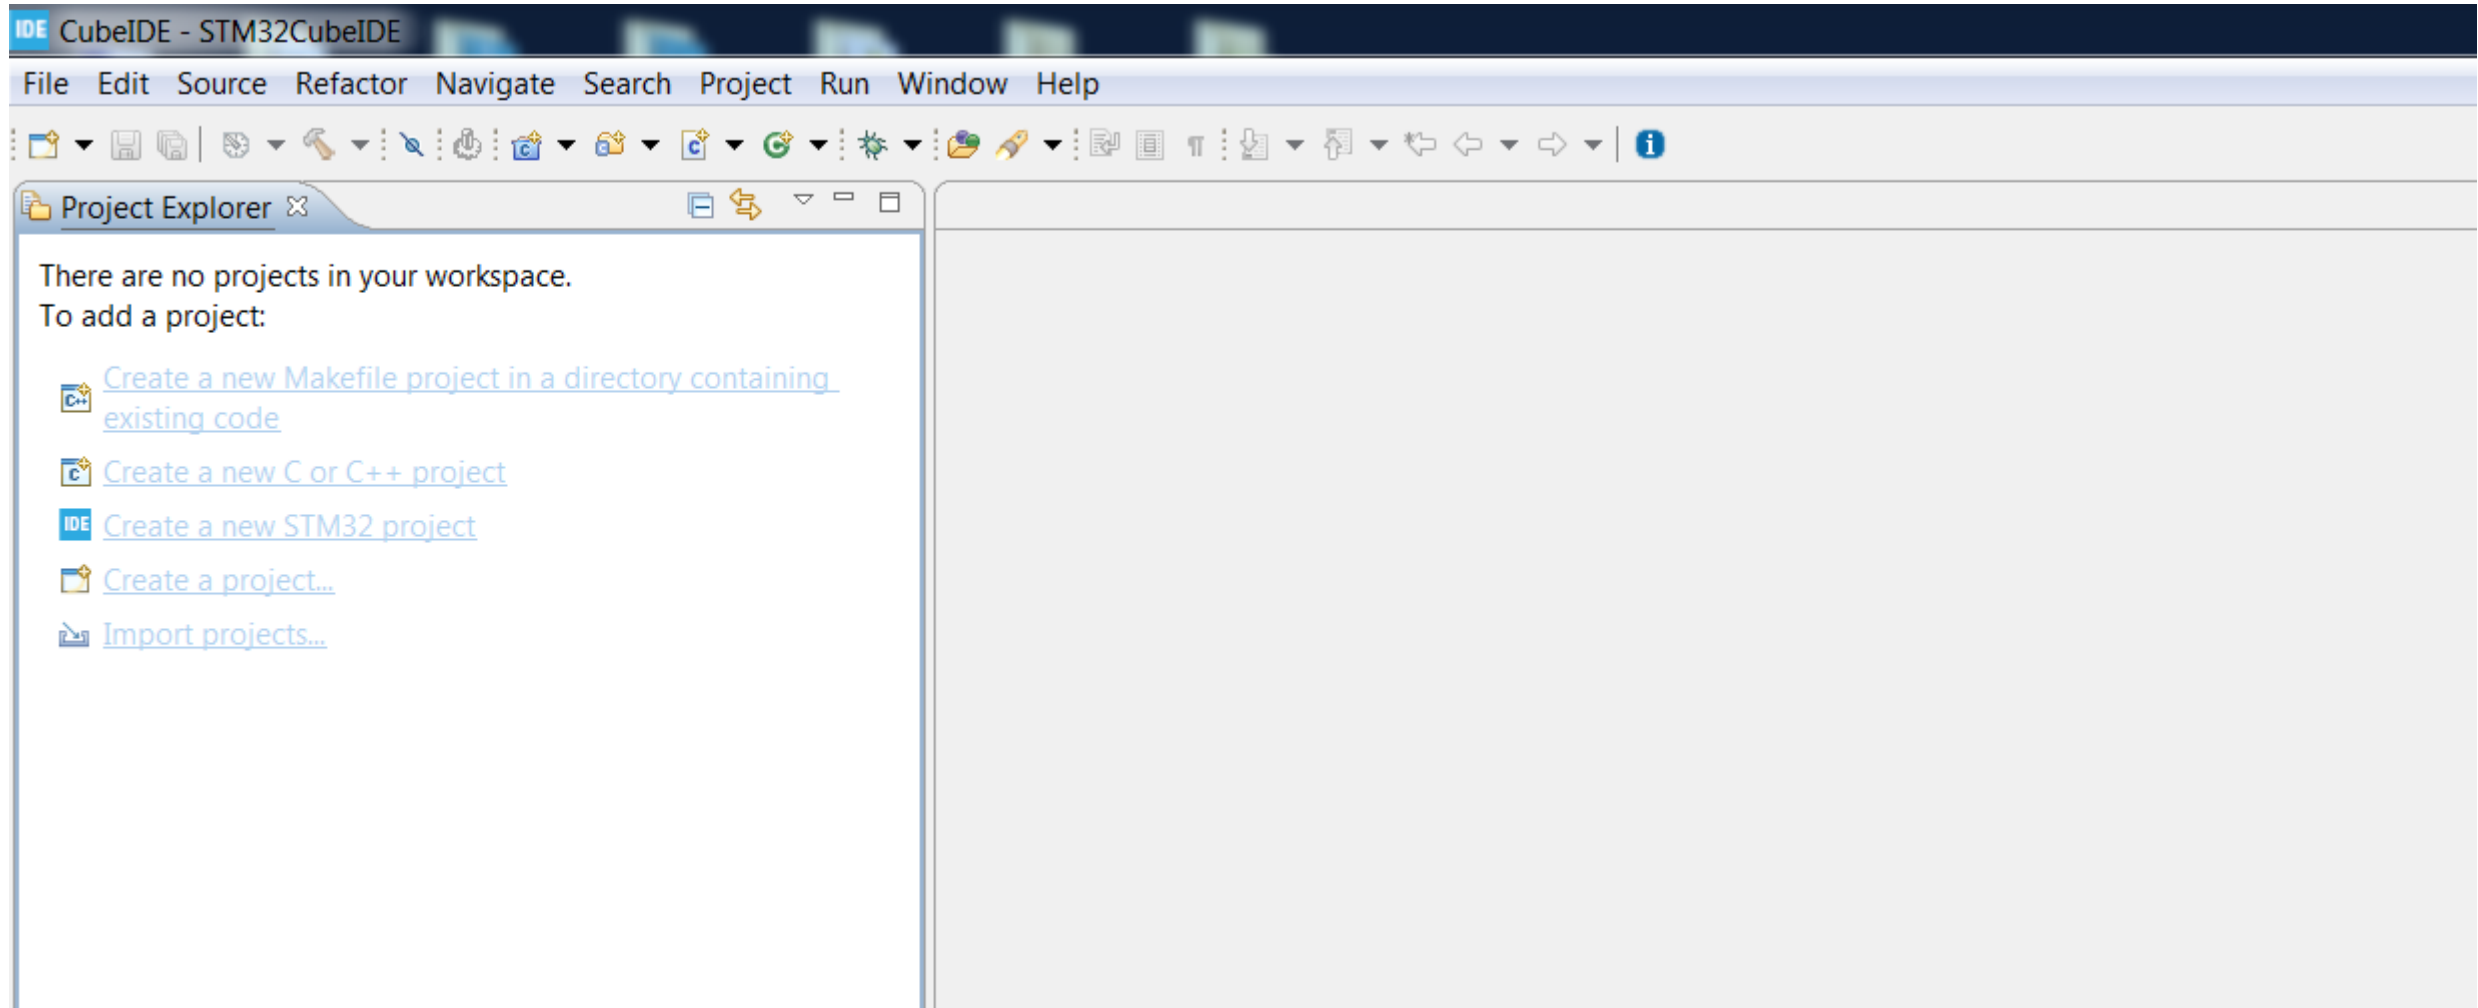 IDE CubeIDE - STM32CubeIDE
File Edit Source Refactor Navigate Search Project Run Window Help
Project Explorer
There are no projects in your workspace.
To add a project:
Create a new Makefile project in a directory containing
existing code
Create a new C or C++ project
IDE Create a new STM32 project
Create a project...
Import projects...